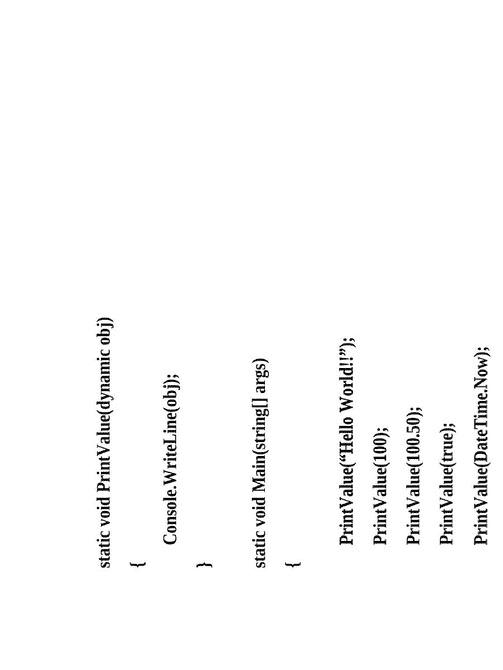 static void PrintValue(dynamic obj)
{
Console.WriteLine(obj);
}
static void Main(string[] args)
{
PrintValue(“Hello World!!”);
PrintValue(100);
PrintValue(100.50);
PrintValue(true);
PrintValue(DateTime.Now);